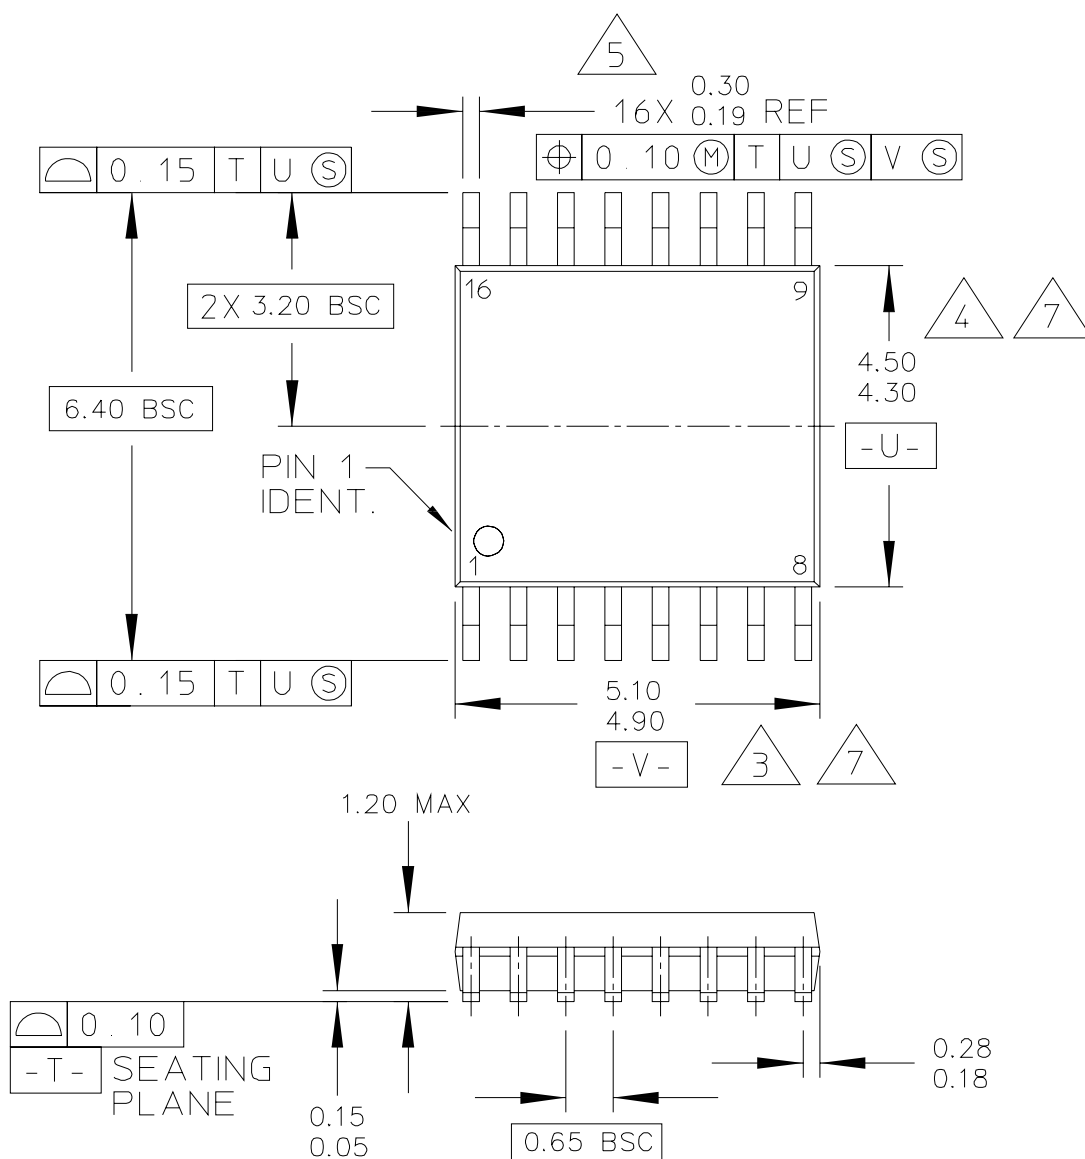 5
16X 0.30 0.19 REF
0.10 Ⓜ T U Ⓢ V Ⓢ
0.15 T U Ⓢ
16
9
2X 3.20 BSC
4
7
4.50
4.30
6.40 BSC
-U-
PIN 1
IDENT.
1
8
0.15 T U Ⓢ
5.10
4.90
-V-
3
7
1.20 MAX
0.10
-T- SEATING
PLANE
0.28
0.18
0.15
0.05
0.65 BSC